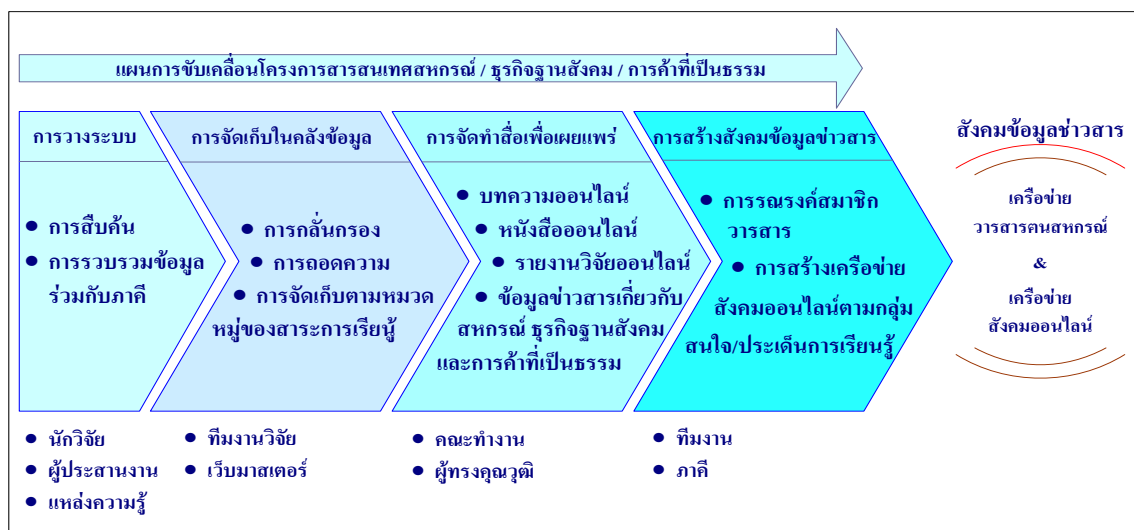 แผนการขับเคลื่อนโครงการสารสนเทศสหกรณ์ / ธุรกิจฐานสังคม / การค้าที่เป็นธรรม
การวางระบบ
● การสืบค้น
● การรวบรวมข้อมูล
ร่วมกับภาคี
การจัดเก็บในคลังข้อมูล
● การกลั่นกรอง
● การถอดความ
● การจัดเก็บตามหมวด
หมู่ของสาระการเรียนู้
การจัดทำสื่อเพื่อเผยแพร่
● บทความออนไลน์
● หนังสือออนไลน์
● รายงานวิจัยออนไลน์
● ข้อมูลข่าวสารเกี่ยวกับ
สหกรณ์ ธุรกิจฐานสังคม
และการค้าที่เป็นธรรม
การสร้างสังคมข้อมูลข่าวสาร
● การรณรงค์สมาชิก
วารสาร
● การสร้างเครือข่าย
สังคมออนไลน์ตามกลุ่ม
สนใจ/ประเด็นการเรียนรู้
สังคมข้อมูลช่าวสาร
เครือข่าย
วารสารฅนสหกรณ์
&
เครือข่าย
สังคมออนไลน์
● นักวิจัย
● ผู้ประสานงาน
● แหล่งความรู้
● ทีมงานวิจัย
● เว็บมาสเตอร์
● คณะทำงาน
● ผู้ทรงคุณวุฒิ
● ทีมงาน
● ภาคี